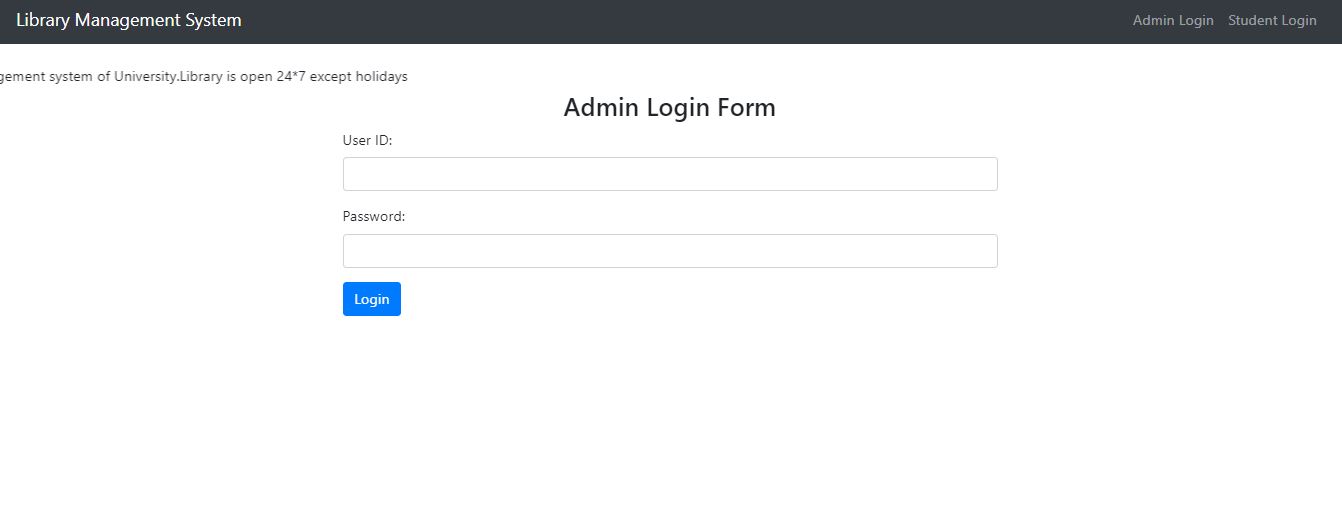 Library Management System
Admin Login Student Login
system of University.Library is open 24*7 except holidays
Admin Login Form
User ID:
Password:
Login